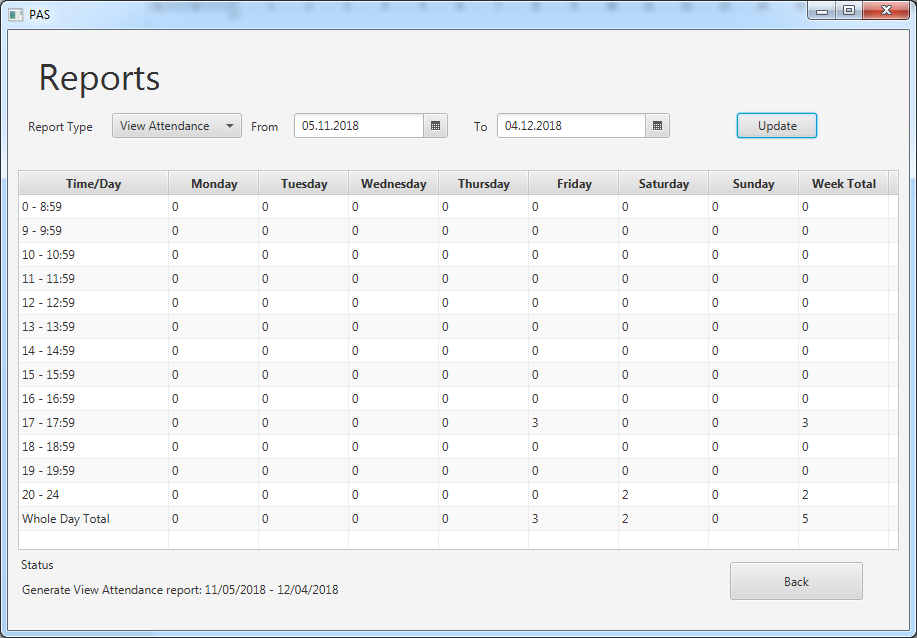 PAS
Reports
Report Type View Attendance From 05.11.2018 To 04.12.2018 Update
Time/Day Monday Tuesday Wednesday Thursday Friday Saturday Sunday Week Total
0 - 8:59 0 0 0 0 0 0 0 0
9 - 9:59 0 0 0 0 0 0 0 0
10 - 10:59 0 0 0 0 0 0 0 0
11 - 11:59 0 0 0 0 0 0 0 0
12 - 12:59 0 0 0 0 0 0 0 0
13 - 13:59 0 0 0 0 0 0 0 0
14 - 14:59 0 0 0 0 0 0 0 0
15 - 15:59 0 0 0 0 0 0 0 0
16 - 16:59 0 0 0 0 0 0 0 0
17 - 17:59 0 0 0 0 3 0 0 3
18 - 18:59 0 0 0 0 0 0 0 0
19 - 19:59 0 0 0 0 0 0 0 0
20 - 24 0 0 0 0 0 2 0 2
Whole Day Total 0 0 0 0 3 2 0 5
Status
Generate View Attendance report: 11/05/2018 - 12/04/2018
Back